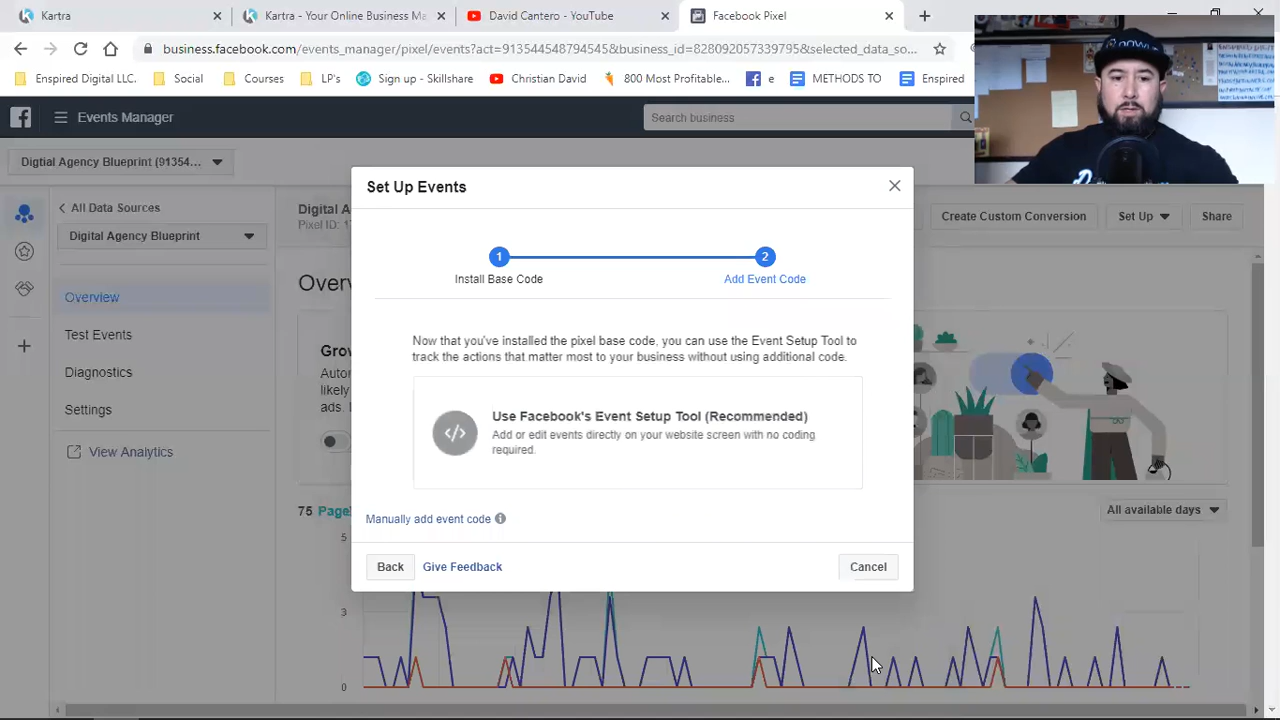 Kartra
Kartra - Your Online Business Ma
David Cantero - YouTube
Facebook Pixel
business.facebook.com/events_manager/p
events?act=913544548794545&business_id=828092057339795&selected_data_so...
Enspired Digital LLC.
Social
Courses
LP's
Skillshare
David
800 Most Profitable...
METHODS TO
Enspired
Events Manager
Search business
Digtial Agency Blueprint (91354...
All Data Sources
Digital Agency Blueprint
Overview
Test Events
Diagnostics
Settings
View Analytics
Digital A
Pixel ID: 1
Create Custom Conversion
Set Up
Share
Overv
Grow
Auto
likely
ads.
75 Page
All available days
5
3
0
Set Up Events
1
2
Install Base Code
Add Event Code
Now that you've installed the pixel base code, you can use the Event Setup Tool to
track the actions that matter most to your business without using additional code.
</>
Use Facebook's Event Setup Tool (Recommended)
Add or edit events directly on your website screen with no coding
required.
Manually add event code
Back
Give Feedback
Cancel